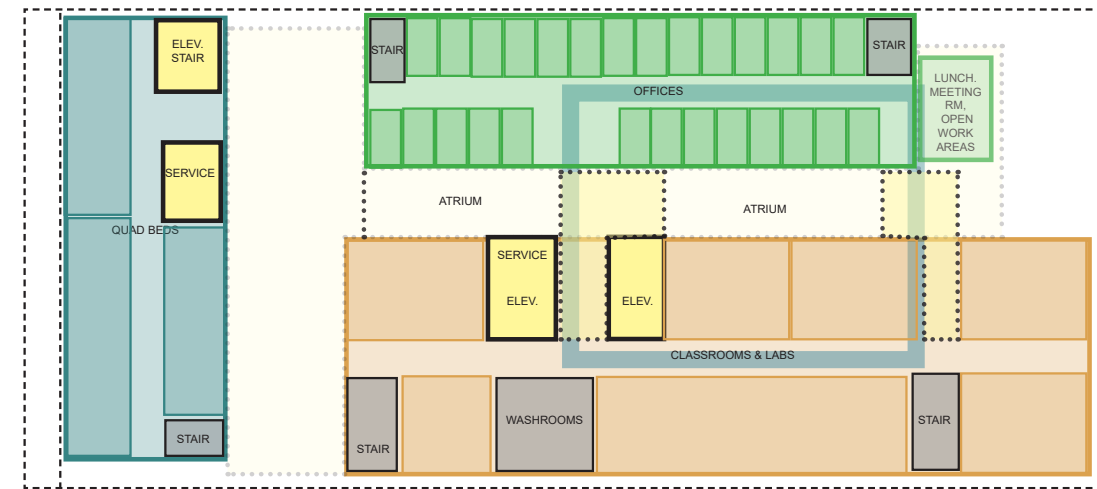 ELEV.
STAIR
SERVICE
QUAD BEDS
STAIR
STAIR
STAIR
OFFICES
LUNCH.
MEETING
RM,
OPEN
WORK
AREAS
ATRIUM
ATRIUM
SERVICE
ELEV.
ELEV.
CLASSROOMS & LABS
STAIR
WASHROOMS
STAIR